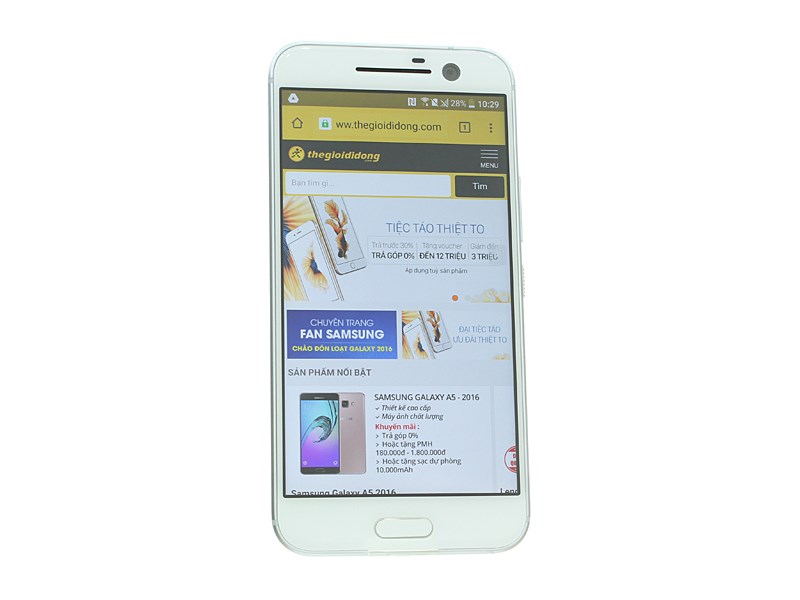 28% 10:29
ww.thegioididong.com
1
thegioididong
.com
MENU
Bạn tìm gì...
Tìm
TIỆC TÁO THIẾT TO
Trả trước 30% Tặng voucher Giảm đến
TRẢ GÓP 0% ĐẾN 12 TRIỆU 3 TRIỆU
Áp dụng tuỳ sản phẩm
CHUYÊN TRANG
FAN SAMSUNG
CHÀO ĐÓN LOẠT GALAXY 2016
ĐẠI TIỆC TÁO
ƯU ĐÃI THIẾT TO
SẢN PHẨM NỔI BẬT
SAMSUNG GALAXY A5 - 2016
✓ Thiết kế cao cấp
✓ Máy ảnh chất lượng
Khuyến mãi :
> Trả góp 0%
> Hoặc tặng PMH
180.000đ - 1.800.000đ
> Hoặc tặng sạc dự phòng
10.000mAh
Samsung Galaxy A5 2016
Leno